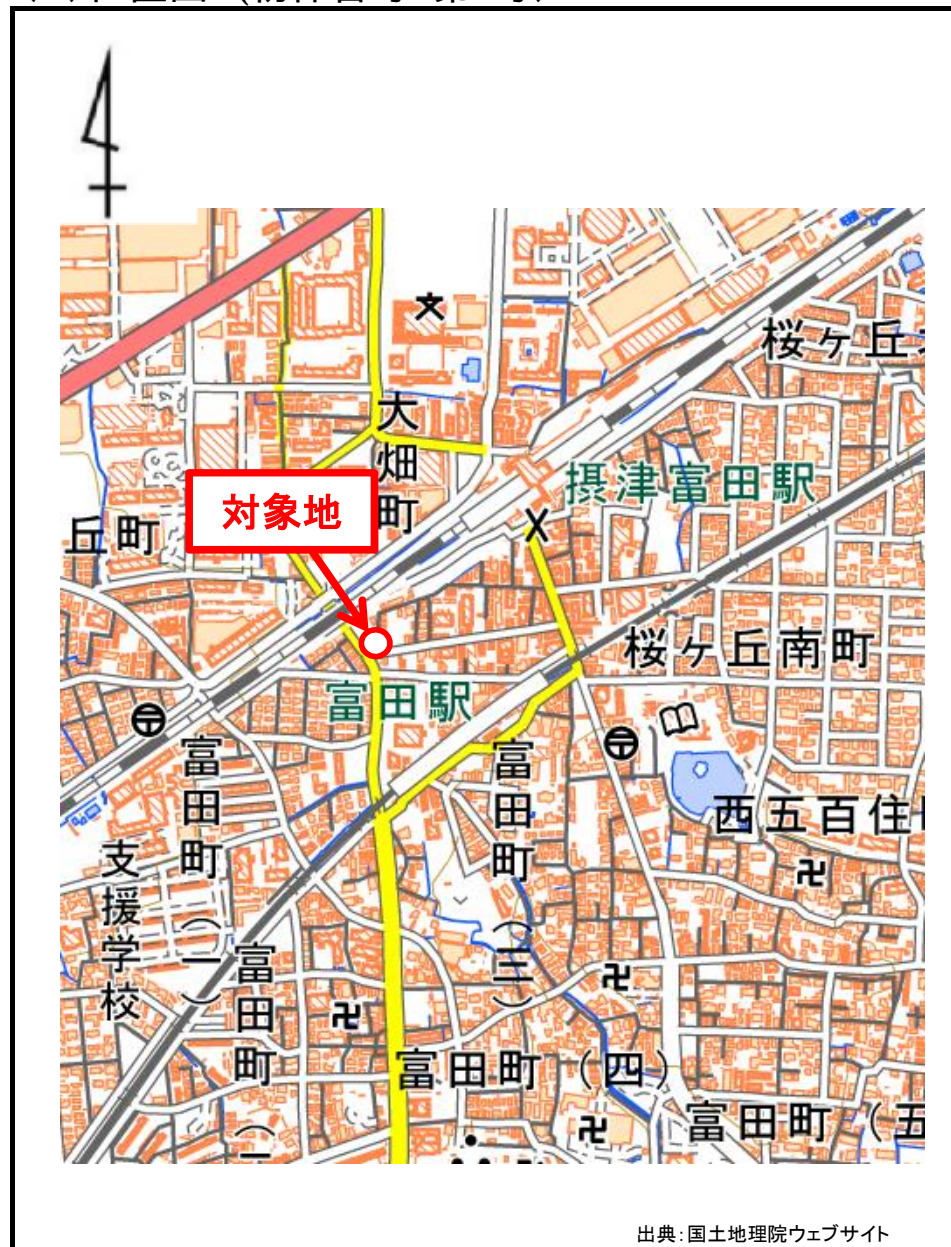 桜ヶ丘
大畑町
摂津富田駅
対象地
丘町
桜ヶ丘南町
富田駅
富田町(一)
富田町(三)
西五百住
支援学校
富田町(
富田町(四)
富田町(五
出典:国土地理院ウェブサイト